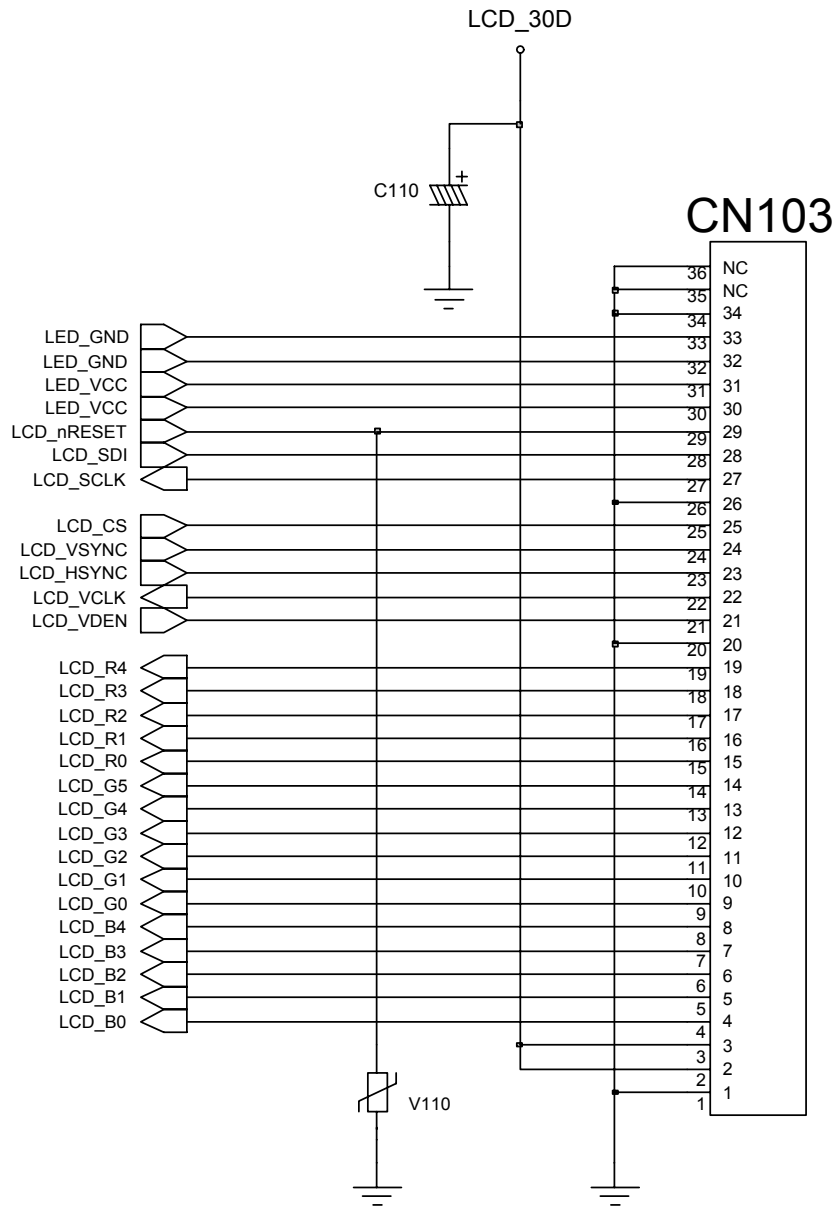 LCD_30D
+
C110
CN103
36 NC
35 NC
34 34
LED_GND 33 33
LED_GND 32 32
LED_VCC 31 31
LED_VCC 30 30
LCD_nRESET 29 29
LCD_SDI 28 28
LCD_SCLK 27 27
26 26
LCD_CS 25 25
LCD_VSYNC 24 24
LCD_HSYNC 23 23
LCD_VCLK 22 22
LCD_VDEN 21 21
20 20
LCD_R4 19 19
LCD_R3 18 18
LCD_R2 17 17
LCD_R1 16 16
LCD_R0 15 15
LCD_G5 14 14
LCD_G4 13 13
LCD_G3 12 12
LCD_G2 11 11
LCD_G1 10 10
LCD_G0 9 9
LCD_B4 8 8
LCD_B3 7 7
LCD_B2 6 6
LCD_B1 5 5
LCD_B0 4 4
3 3
2 2
1 1
V110